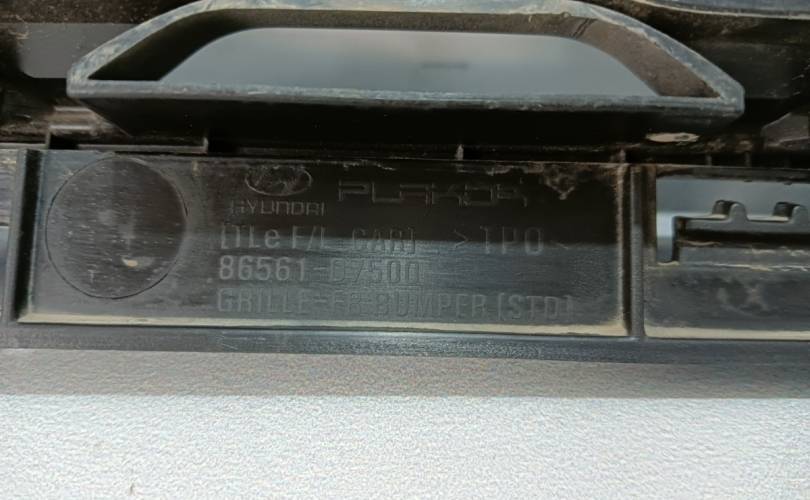 HYUNDAI PLAKOR
[TLe F/L CAR] >TPO<
86561-D7500
GRILLE-FR BUMPER [STD]